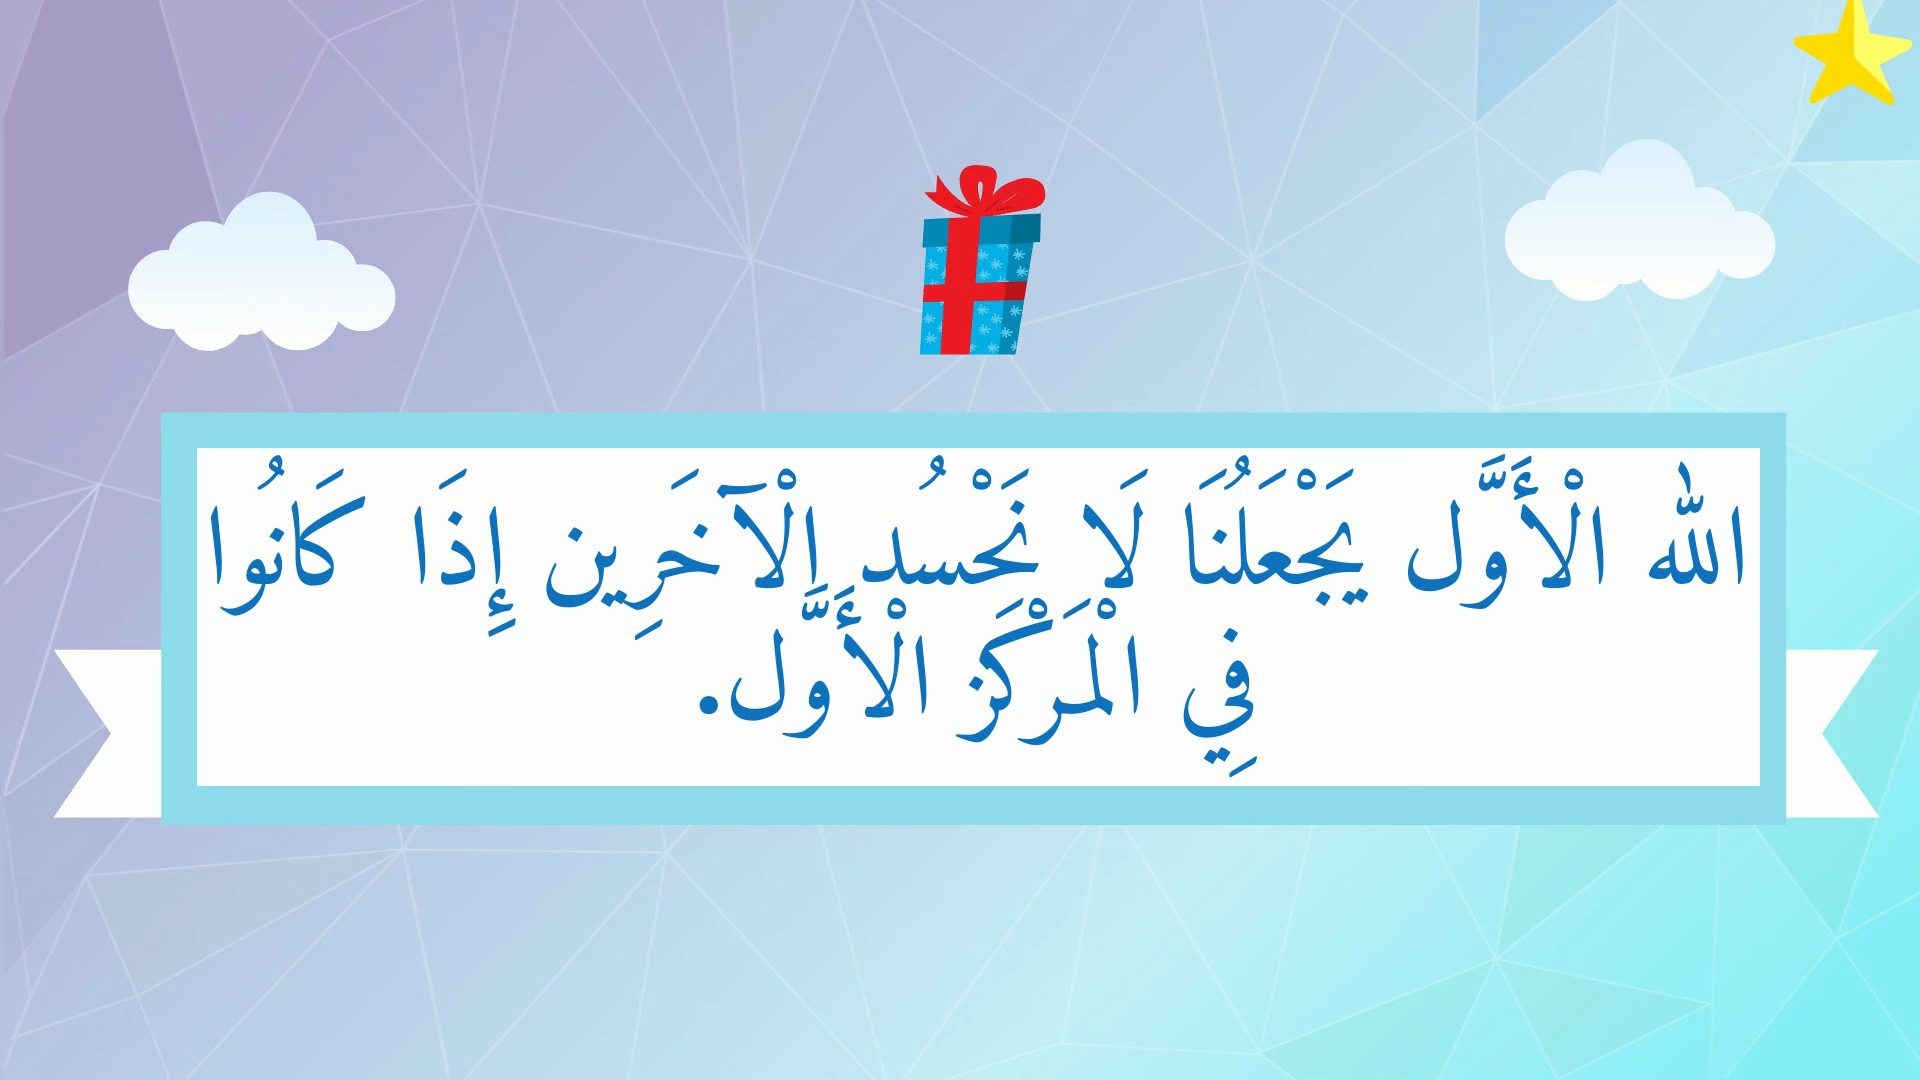 الله الْأَوَّل يَجْعَلُنَا لَا نَحْسُد الْآخَرِين إِذَا كَانُوا
فِي الْمَرْكَز الْأَوَّل.